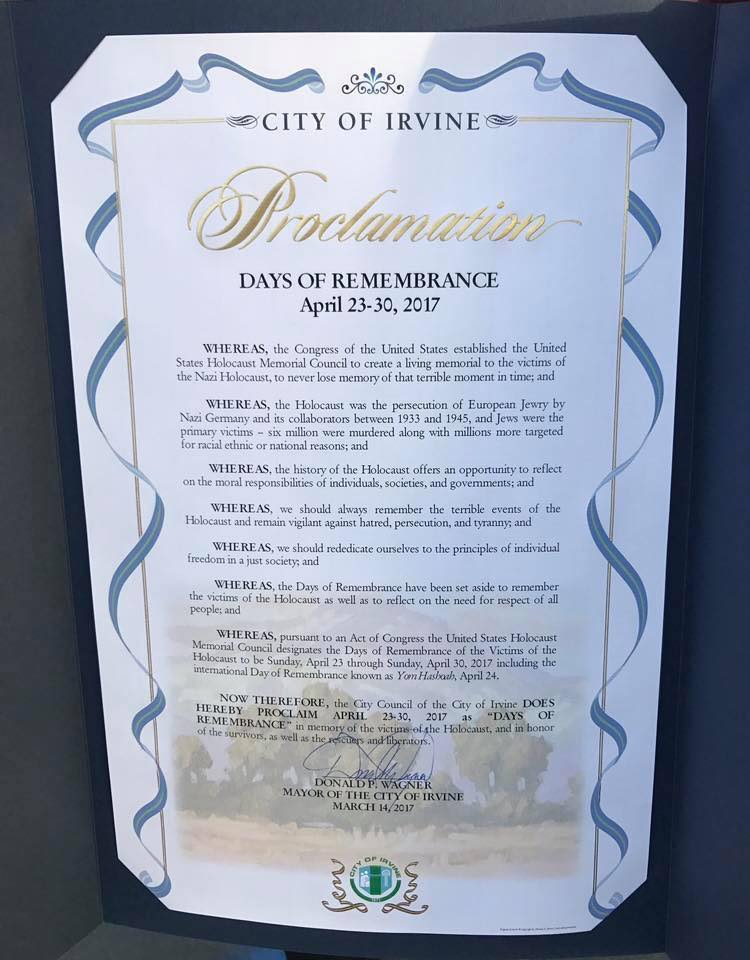 CITY OF IRVINE
Proclamation
DAYS OF REMEMBRANCE
April 23-30, 2017
WHEREAS, the Congress of the United States established the United
States Holocaust Memorial Council to create a living memorial to the victims of
the Nazi Holocaust, to never lose memory of that terrible moment in time; and
WHEREAS, the Holocaust was the persecution of European Jewry by
Nazi Germany and its collaborators between 1933 and 1945, and Jews were the
primary victims – six million were murdered along with millions more targeted
for racial ethnic or national reasons; and
WHEREAS, the history of the Holocaust offers an opportunity to reflect
on the moral responsibilities of individuals, societies, and governments; and
WHEREAS, we should always remember the terrible events of the
Holocaust and remain vigilant against hatred, persecution, and tyranny; and
WHEREAS, we should rededicate ourselves to the principles of individual
freedom in a just society; and
WHEREAS, the Days of Remembrance have been set aside to remember
the victims of the Holocaust as well as to reflect on the need for respect of all
people; and
WHEREAS, pursuant to an Act of Congress the United States Holocaust
Memorial Council designates the Days of Remembrance of the Victims of the
Holocaust to be Sunday, April 23 through Sunday, April 30, 2017 including the
international Day of Remembrance known as Yom Hashoah, April 24.
NOW THEREFORE, the City Council of the City of Irvine DOES
HEREBY PROCLAIM APRIL 23-30, 2017 as "DAYS OF
REMEMBRANCE" in memory of the victims of the Holocaust, and in honor
of the survivors, as well as the rescuers and liberators.
DONALD P. WAGNER
MAYOR OF THE CITY OF IRVINE
MARCH 14, 2017
CITY OF IRVINE